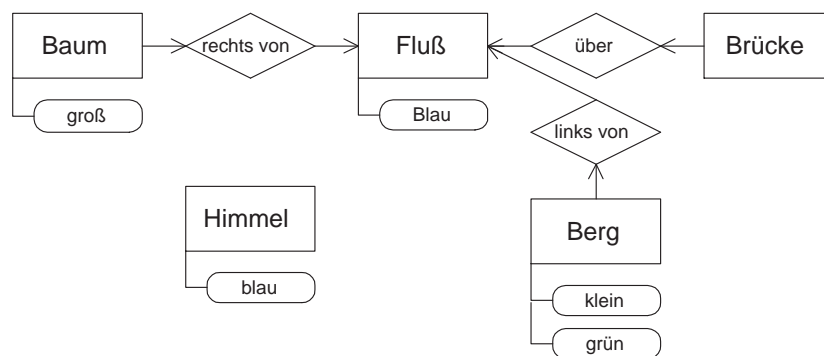 Baum
rechts von
Fluß
über
Brücke
groß
Blau
links von
Himmel
Berg
blau
klein
grün